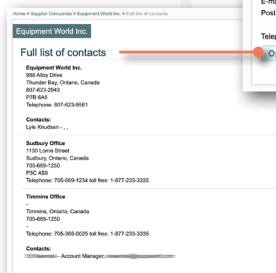 Home > Supplier Companies > Equipment World Inc. > Full list of contacts
Equipment World Inc.
Full list of contacts
Equipment World Inc.
988 Alloy Drive
Thunder Bay, Ontario, Canada
807-623-2943
P7B 6A5
Telephone: 807-623-9561
Contacts:
Lyle Knudsen - , ,
Sudbury Office
1130 Lorne Street
Sudbury, Ontario, Canada
705-669-1250
P3C 4S9
Telephone: 705-669-1234 toll free: 1-877-233-3335
Timmins Office
-
Timmins, Ontario, Canada
705-669-1250
-
Telephone: 705-365-0025 toll free: 1-877-233-3335
Contacts:
- Account Manager,
E-ma
Post
Telep
Op